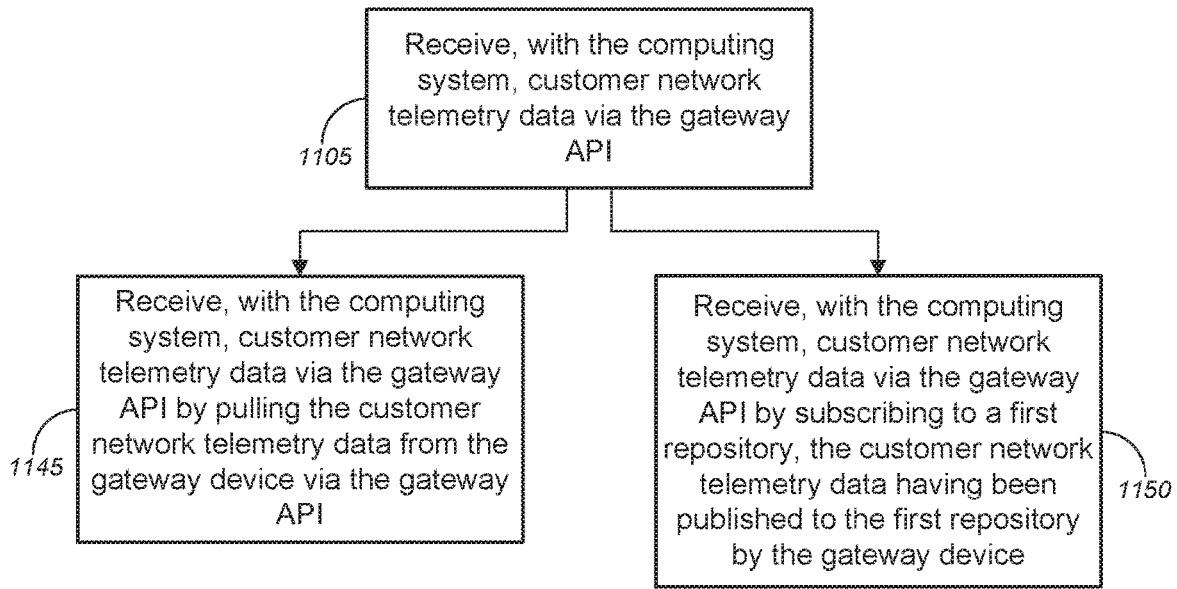 Receive, with the computing
system, customer network
telemetry data via the gateway
API
1105
Receive, with the computing
system, customer network
telemetry data via the gateway
API by pulling the customer
network telemetry data from the
gateway device via the gateway
API
1145
Receive, with the computing
system, customer network
telemetry data via the gateway
API by subscribing to a first
repository, the customer network
telemetry data having been
published to the first repository
by the gateway device
1150